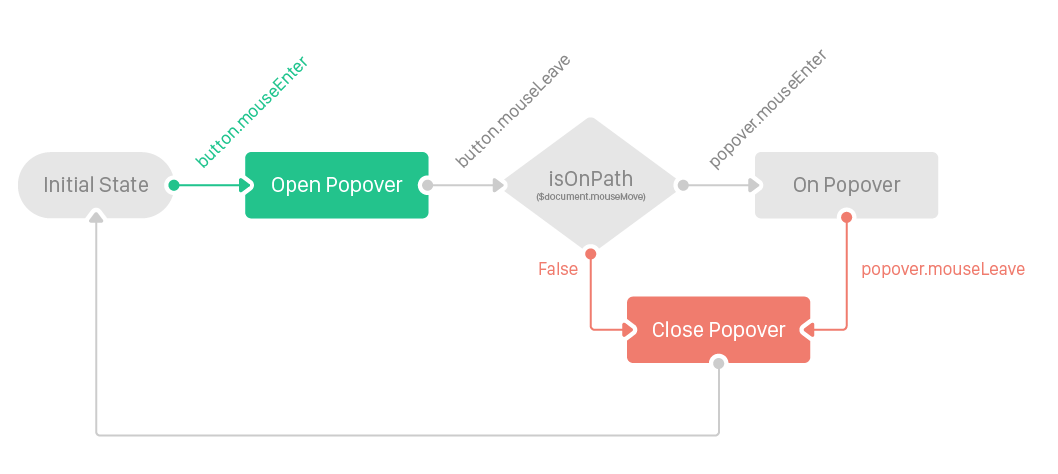 button.mouseEnter
button.mouseLeave
popover.mouseEnter
Initial State
Open Popover
isOnPath
($document.mouseMove)
On Popover
False
popover.mouseLeave
Close Popover